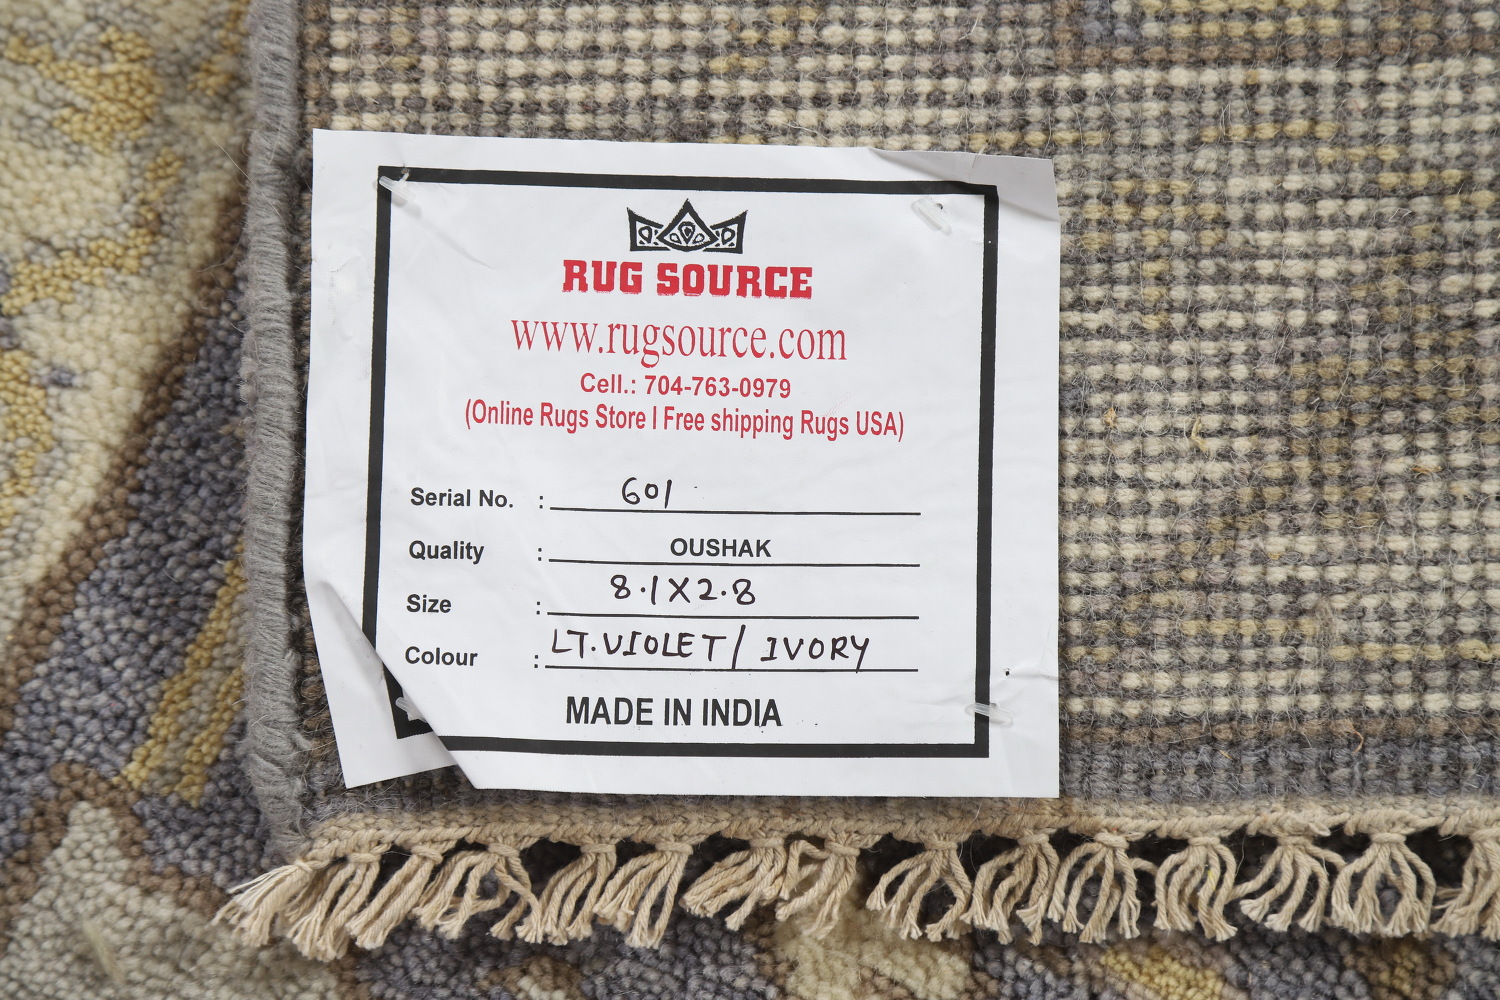 RUG SOURCE
www.rugsource.com
Cell.: 704-763-0979
(Online Rugs Store I Free shipping Rugs USA)
Serial No. : 601
Quality : OUSHAK
Size : 8.1X2.8
Colour : LT.VIOLET/ IVORY
MADE IN INDIA